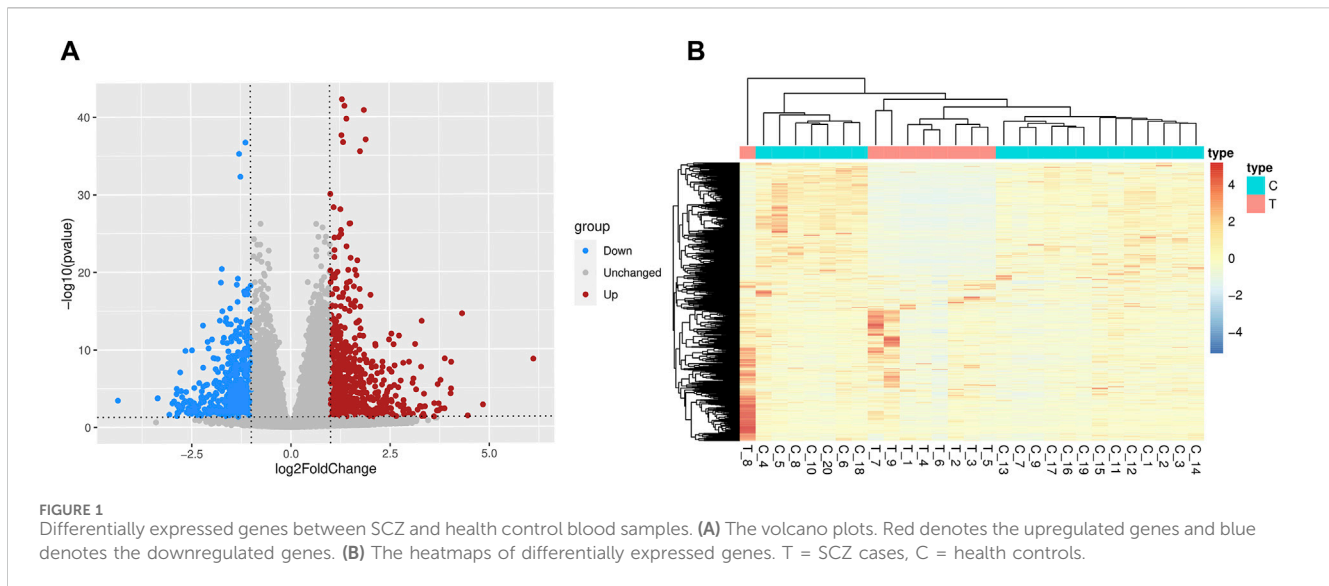 A
B
40
30
20
10
0
−log10(pvalue)
−2.5
0.0
2.5
5.0
log2FoldChange
group
Down
Unchanged
Up
type
4
2
0
−2
−4
type
C
T
T_8
C_4
C_5
C_8
C_10
C_20
C_6
C_18
T_7
T_9
T_1
T_4
T_6
T_2
T_3
T_5
C_13
C_7
C_9
C_17
C_16
C_19
C_15
C_11
C_12
C_1
C_2
C_3
C_14
FIGURE 1
Differentially expressed genes between SCZ and health control blood samples. (A) The volcano plots. Red denotes the upregulated genes and blue
denotes the downregulated genes. (B) The heatmaps of differentially expressed genes. T = SCZ cases, C = health controls.